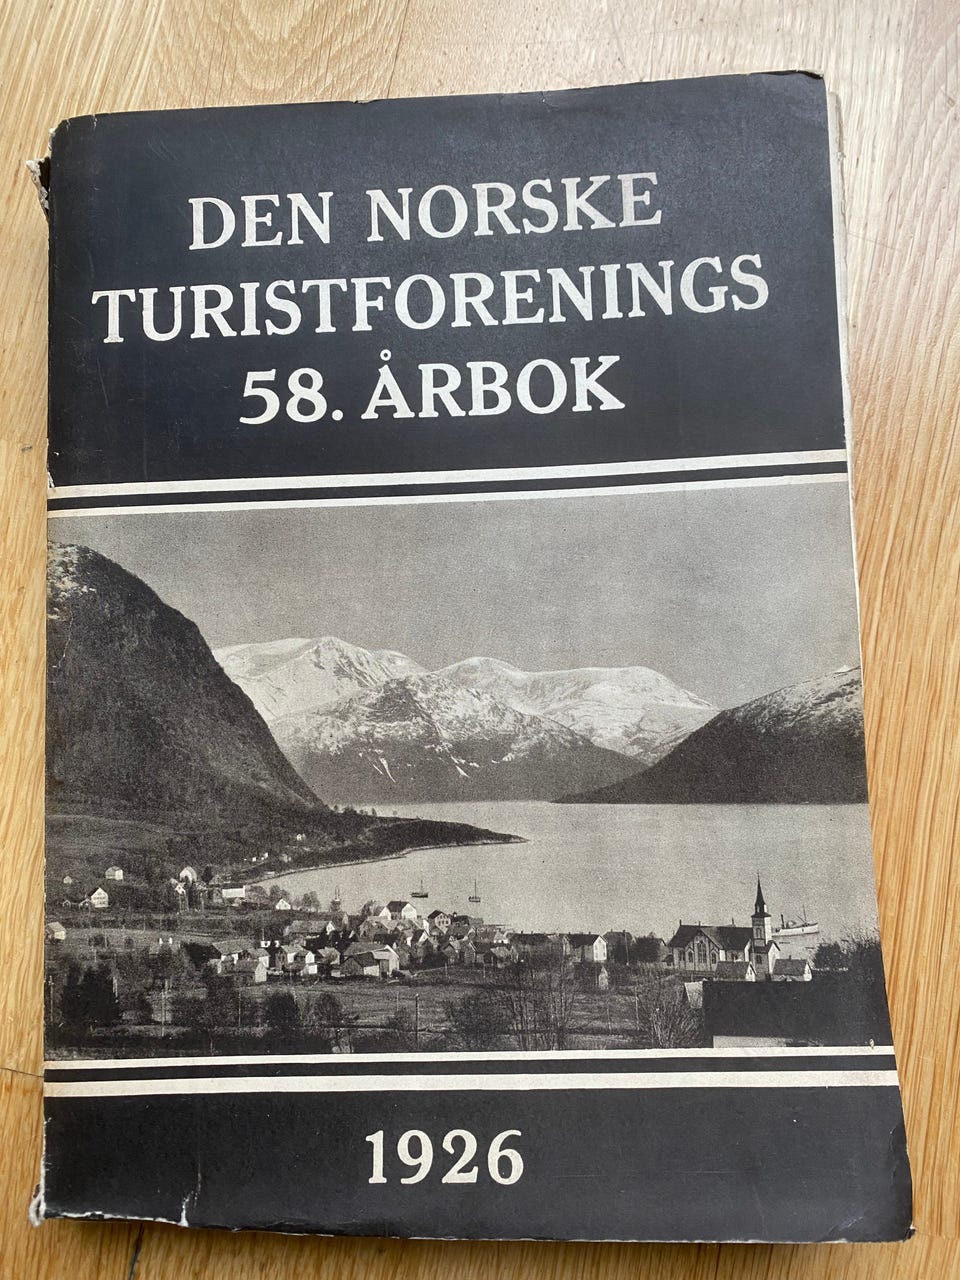 DEN NORSKE
TURISTFORENINGS
58. ÅRBOK
1926